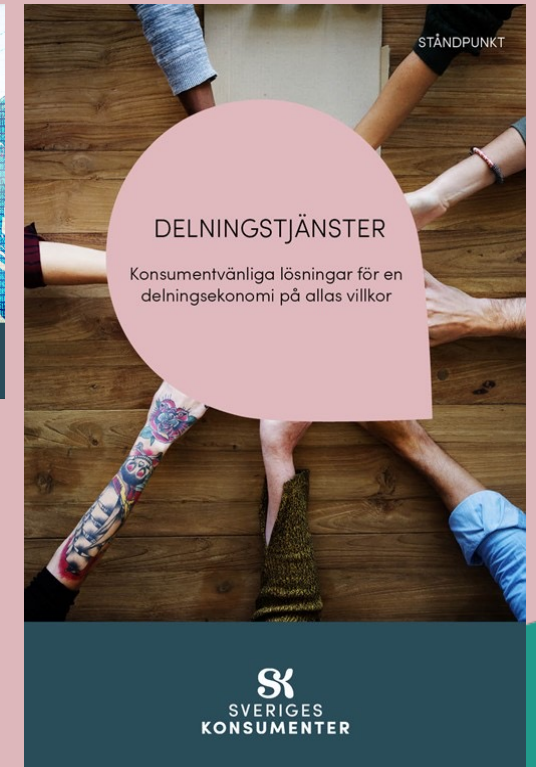 STÅNDPUNKT
DELNINGSTJÄNSTER
Konsumentvänliga lösningar för en
delningsekonomi på allas villkor
SK
SVERIGES
KONSUMENTER